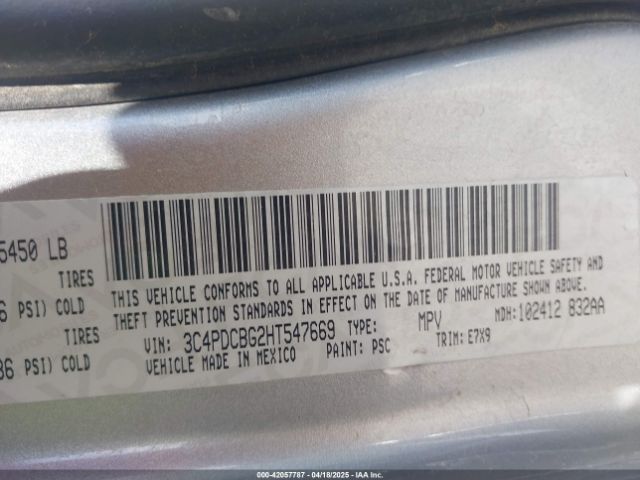 5450 LB
TIRES
PSI) COLD
TIRES
36 PSI) COLD
THIS VEHICLE CONFORMS TO ALL APPLICABLE U.S.A. FEDERAL MOTOR VEHICLE SAFETY AND
THEFT PREVENTION STANDARDS IN EFFECT ON THE DATE OF MANUFACTURE SHOWN ABOVE.
VIN: 3C4PDCBG2HT547669 TYPE: MPV MDH: 102412 832AA
VEHICLE MADE IN MEXICO PAINT: PSC TRIM: E7X9
000-42057787 - 04/18/2025 - IAA Inc.